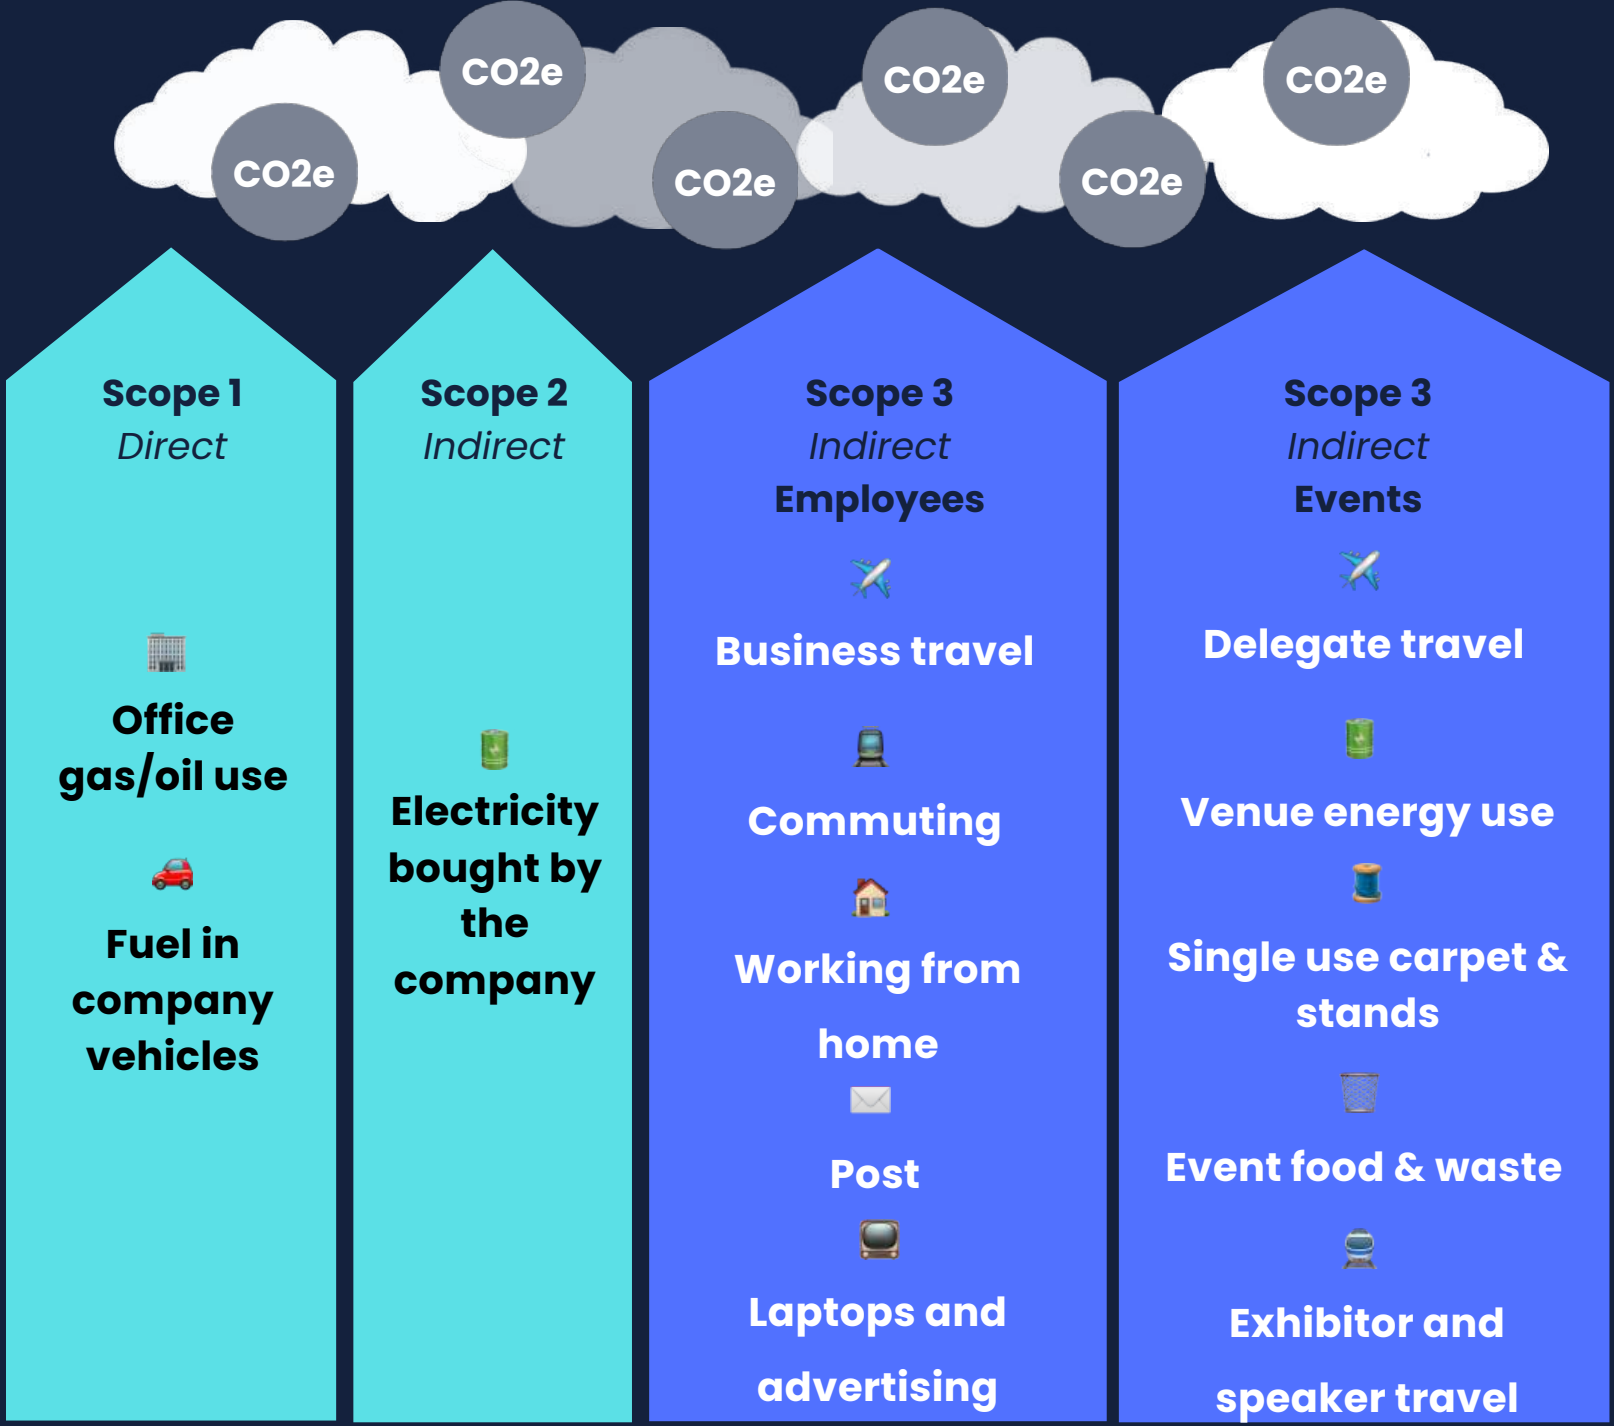 CO2e
CO2e
CO2e
CO2e
CO2e
CO2e
Scope 1
Direct
Office
gas/oil use
Fuel in
company
vehicles
Scope 2
Indirect
Electricity
bought by
the
company
Scope 3
Indirect
Employees
Business travel
Commuting
Working from
home
Post
Laptops and
advertising
Scope 3
Indirect
Events
Delegate travel
Venue energy use
Single use carpet &
stands
Event food & waste
Exhibitor and
speaker travel